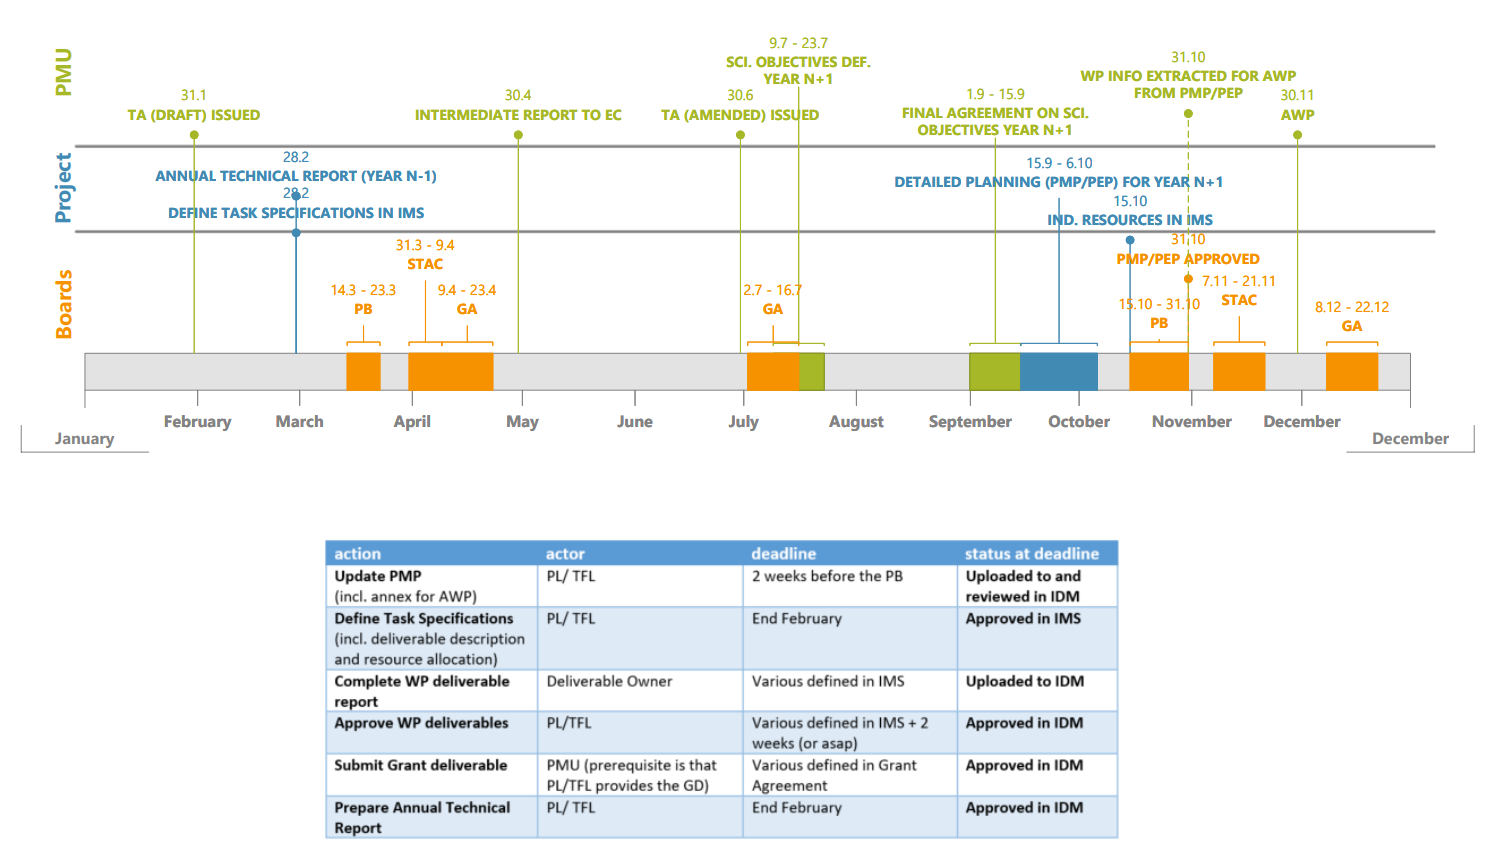 PMU
31.1
TA (DRAFT) ISSUED
30.4
INTERMEDIATE REPORT TO EC
30.6
TA (AMENDED) ISSUED
9.7 - 23.7
SCI. OBJECTIVES DEF.
YEAR N+1
1.9 - 15.9
FINAL AGREEMENT ON SCI.
OBJECTIVES YEAR N+1
31.10
WP INFO EXTRACTED FOR AWP
FROM PMP/PEP
30.11
AWP
Project
28.2
ANNUAL TECHNICAL REPORT (YEAR N-1)
28.2
DEFINE TASK SPECIFICATIONS IN IMS
15.9 - 6.10
DETAILED PLANNING (PMP/PEP) FOR YEAR N+1
15.10
IND. RESOURCES IN IMS
Boards
14.3 - 23.3
PB
31.3 - 9.4
STAC
9.4 - 23.4
GA
2.7 - 16.7
GA
31.10
PMP/PEP APPROVED
15.10 - 31.10
PB
7.11 - 21.11
STAC
8.12 - 22.12
GA
January
February
March
April
May
June
July
August
September
October
November
December
December
action actor deadline status at deadline
Update PMP PL/ TFL 2 weeks before the PB Uploaded to and
(incl. annex for AWP) reviewed in IDM
Define Task Specifications PL/ TFL End February Approved in IMS
(incl. deliverable description
and resource allocation)
Complete WP deliverable Deliverable Owner Various defined in IMS Uploaded to IDM
report
Approve WP deliverables PL/TFL Various defined in IMS + 2 Approved in IDM
weeks (or asap)
Submit Grant deliverable PMU (prerequisite is that Various defined in Grant Approved in IDM
PL/TFL provides the GD) Agreement
Prepare Annual Technical PL/ TFL End February Approved in IDM
Report